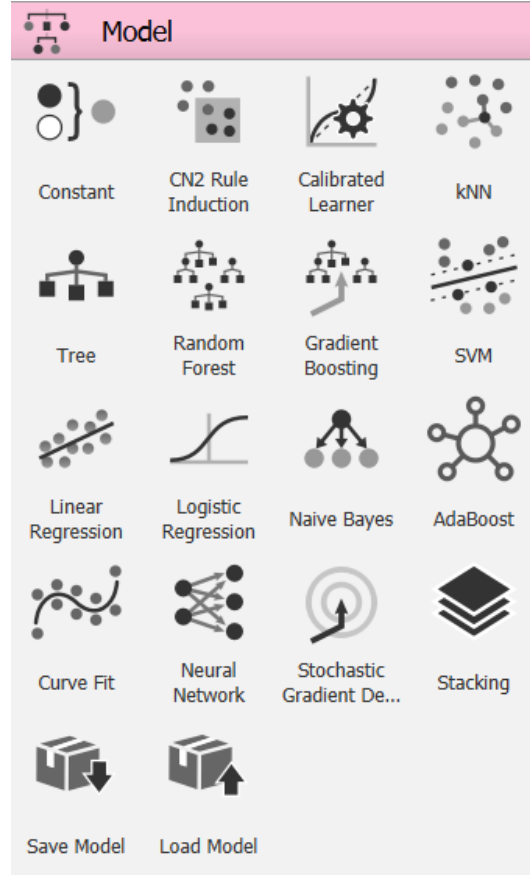 Model
Constant
CN2 Rule
Induction
Calibrated
Learner
kNN
Tree
Random
Forest
Gradient
Boosting
SVM
Linear
Regression
Logistic
Regression
Naive Bayes
AdaBoost
Curve Fit
Neural
Network
Stochastic
Gradient De...
Stacking
Save Model
Load Model